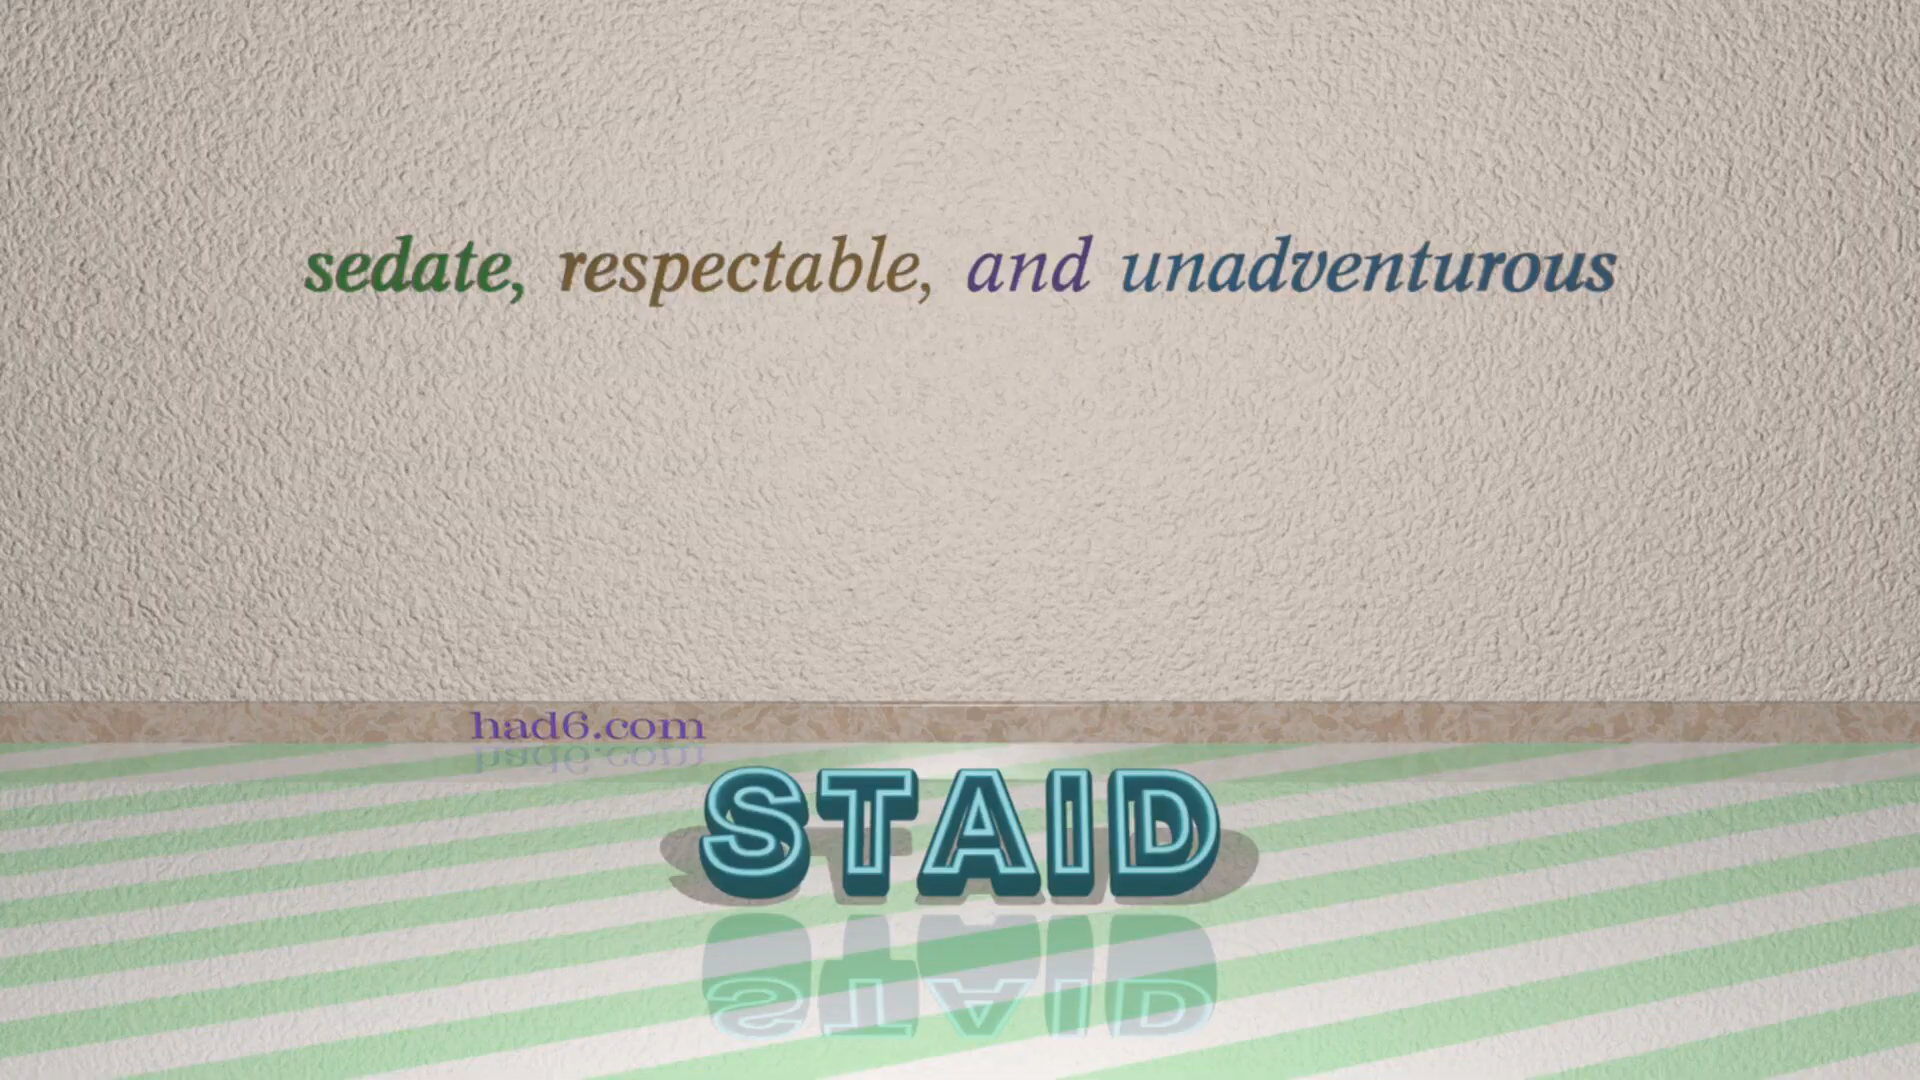 sedate, respectable, and unadventurous
had6.com
STAID